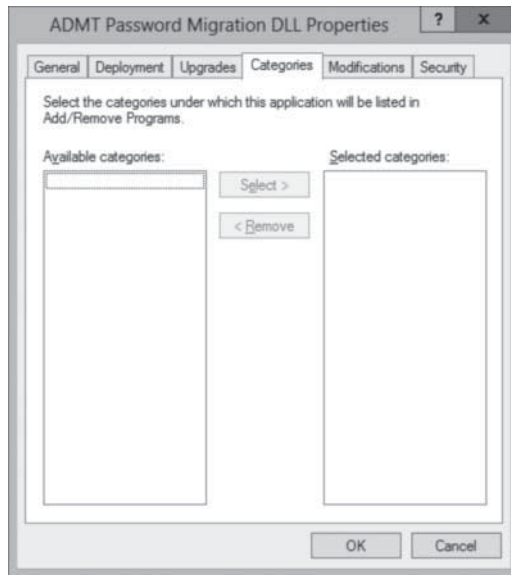 ADMT Password Migration DLL Properties
? x
General Deployment Upgrades Categories Modifications Security
Select the categories under which this application will be listed in
Add/Remove Programs.
Available categories:
Selected categories:
Select >
< Remove
OK Cancel